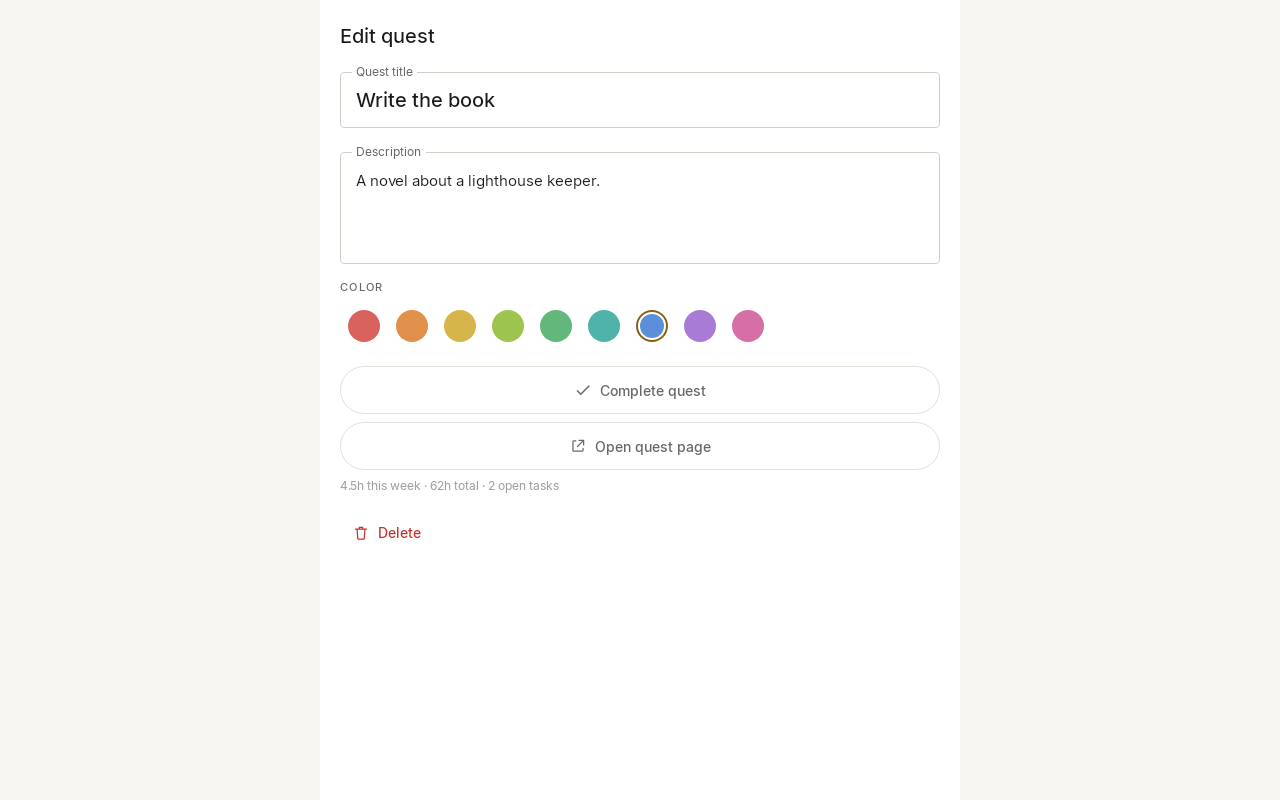 Edit quest
Quest title
Write the book
Description
A novel about a lighthouse keeper.
COLOR
Complete quest
Open quest page
4.5h this week · 62h total · 2 open tasks
Delete